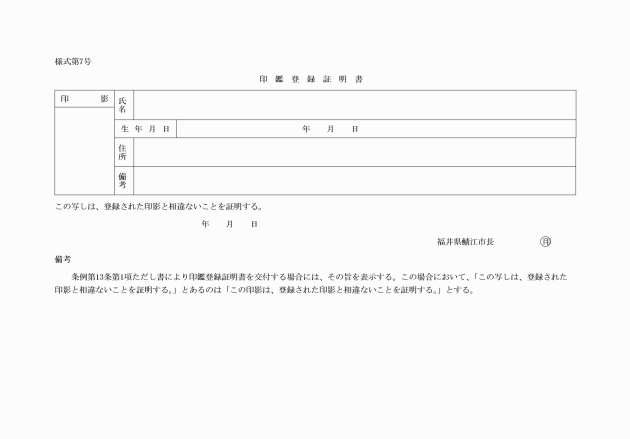 様式第7号
印鑑登録証明書
印影
氏名
生年月日
年 月 日
住所
備考
この写しは、登録された印影と相違ないことを証明する。
年 月 日
福井県鯖江市長 ㊞
備考
条例第13条第1項ただし書により印鑑登録証明書を交付する場合には、その旨を表示する。この場合において、「この写しは、登録された
印影と相違ないことを証明する。」とあるのは「この印影は、登録された印影と相違ないことを証明する。」とする。